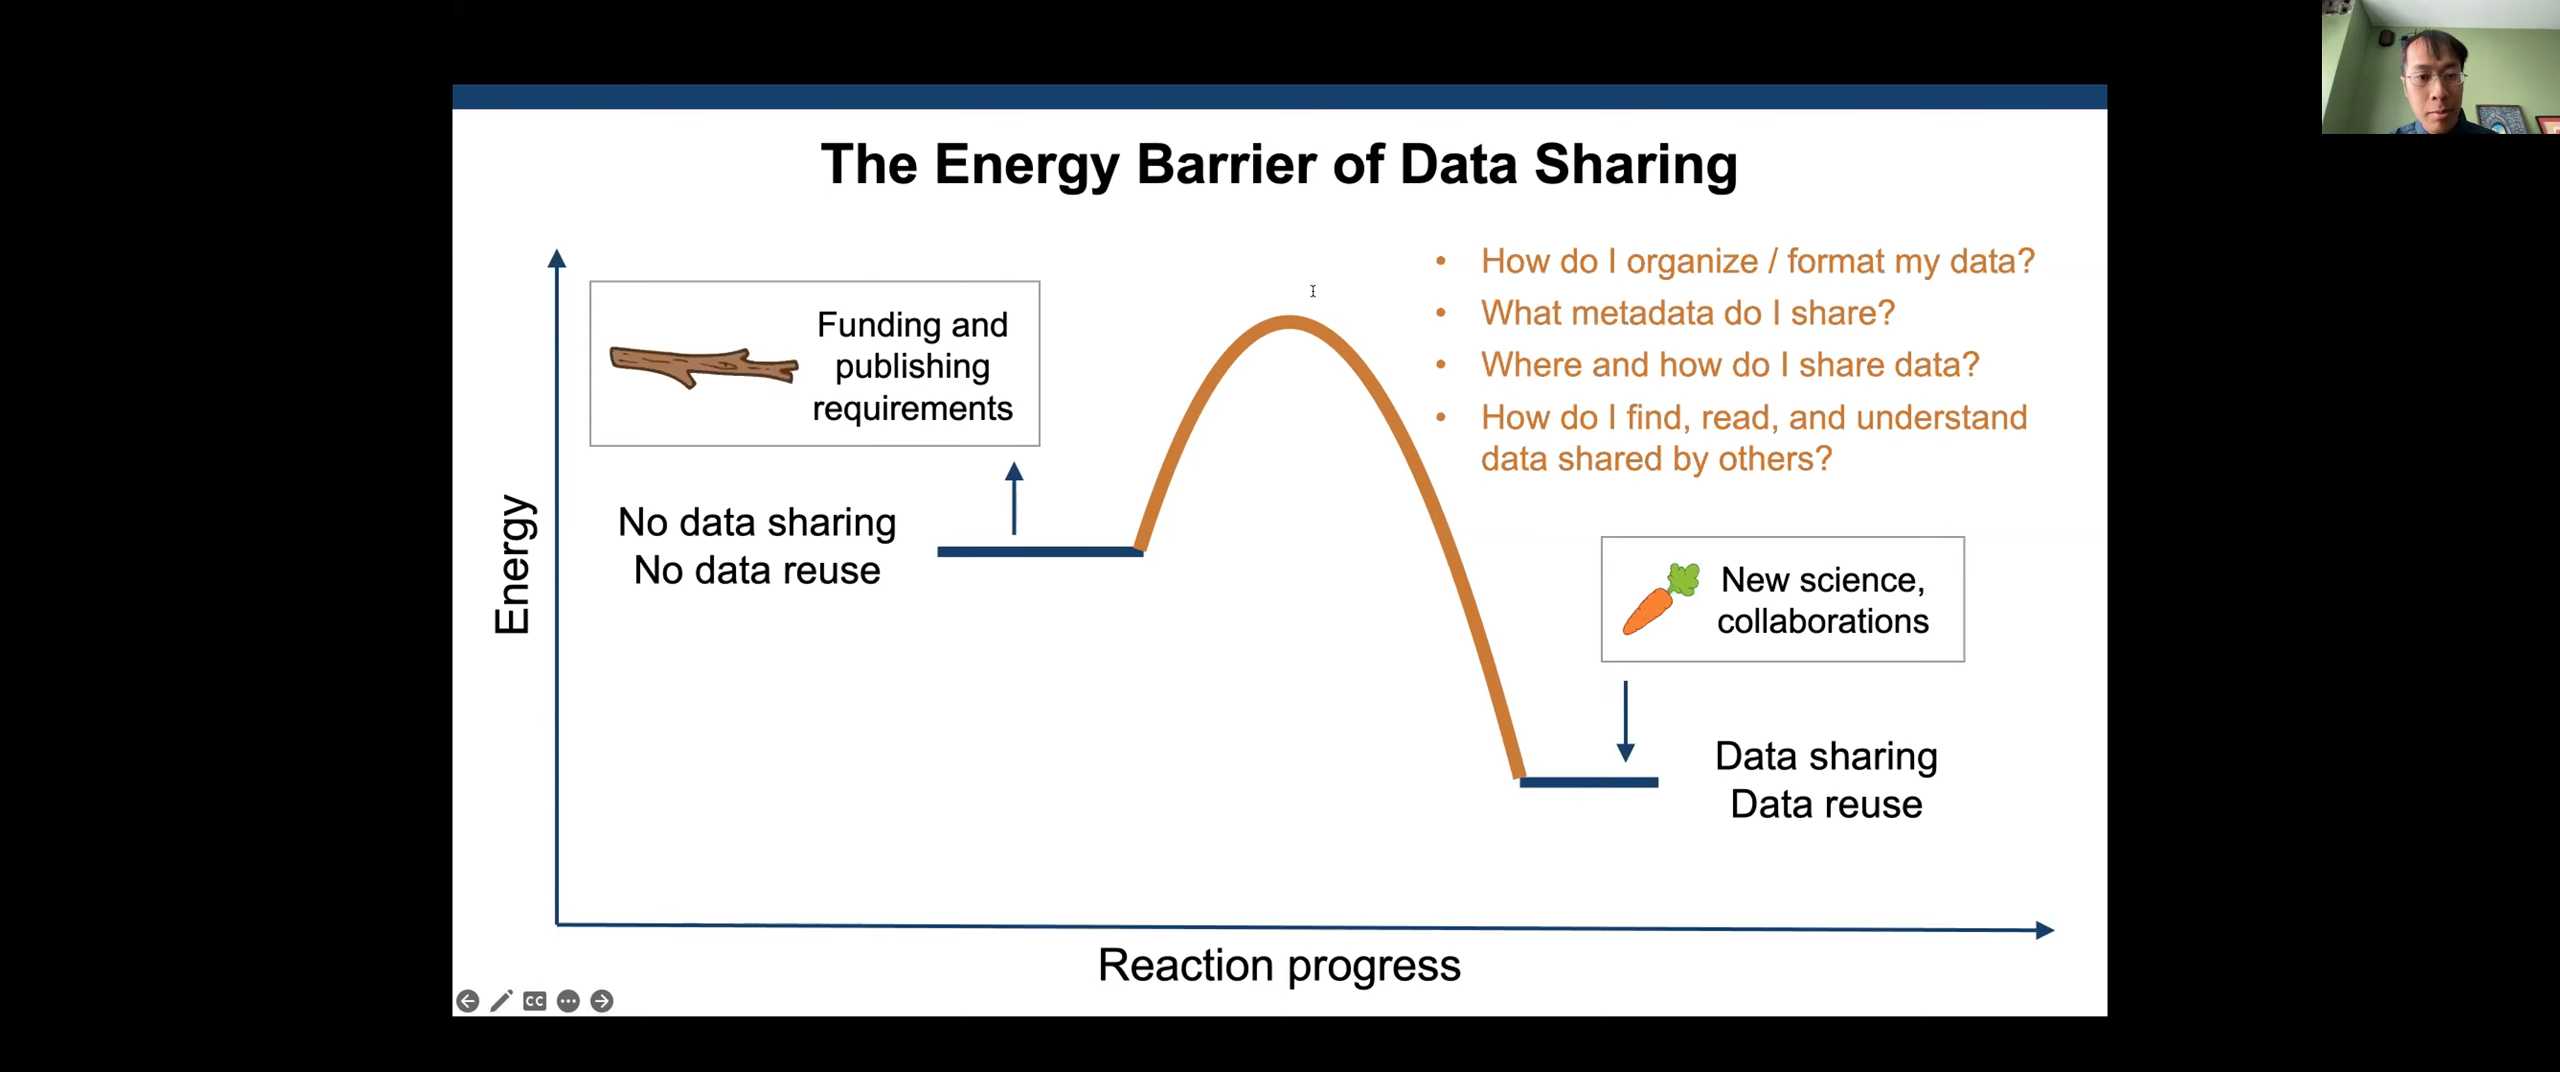 The Energy Barrier of Data Sharing
Energy
Funding and
publishing
requirements
No data sharing
No data reuse
• How do I organize / format my data?
• What metadata do I share?
• Where and how do I share data?
• How do I find, read, and understand
data shared by others?
New science,
collaborations
Data sharing
Data reuse
Reaction progress
CC